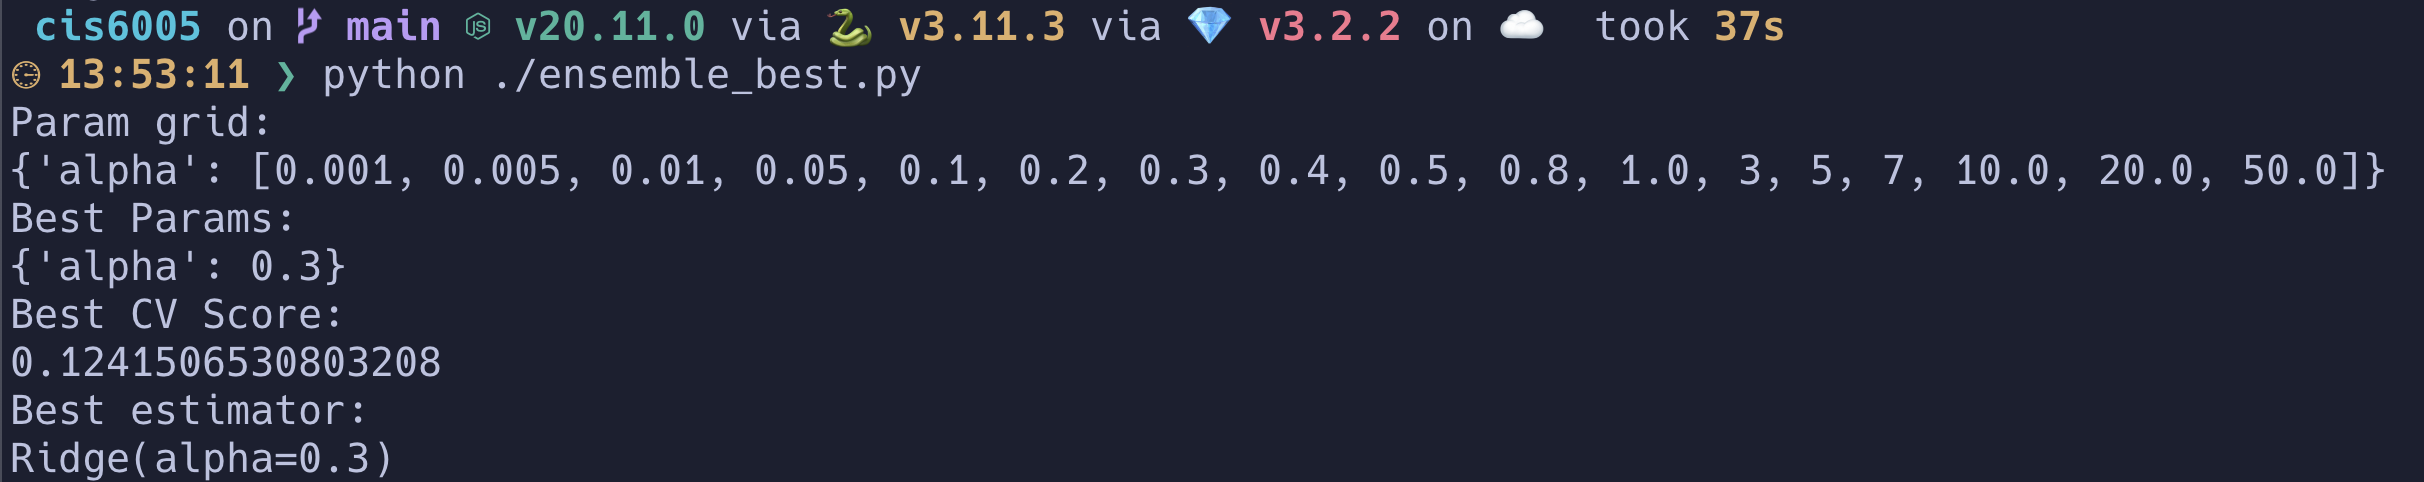 cis6005 on main v20.11.0 via 🐍 v3.11.3 via 💎 v3.2.2 on ☁️ took 37s
13:53:11 ❯ python ./ensemble_best.py
Param grid:
{'alpha': [0.001, 0.005, 0.01, 0.05, 0.1, 0.2, 0.3, 0.4, 0.5, 0.8, 1.0, 3, 5, 7, 10.0, 20.0, 50.0]}
Best Params:
{'alpha': 0.3}
Best CV Score:
0.1241506530803208
Best estimator:
Ridge(alpha=0.3)